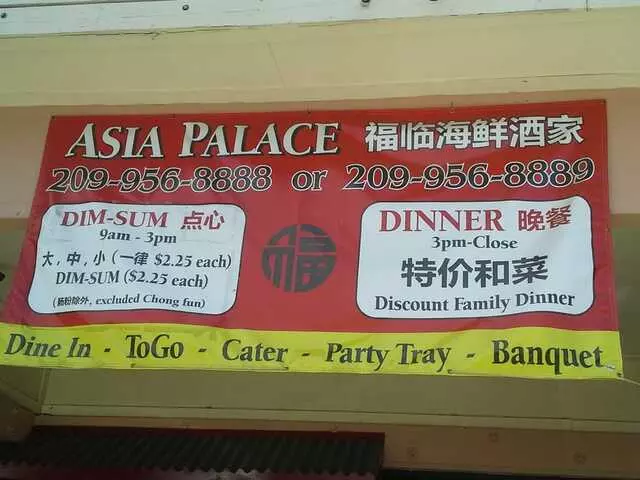 ASIA PALACE 福临海鲜酒家
209-956-8888 or 209-956-8889
DIM-SUM 点心
9am - 3pm
大,中,小 (一律 $2.25 each)
DIM-SUM ($2.25 each)
(肠粉除外, excluded Chong fun)
福
DINNER 晚餐
3pm-Close
特价和菜
Discount Family Dinner
Dine In - ToGo - Cater - Party Tray - Banquet